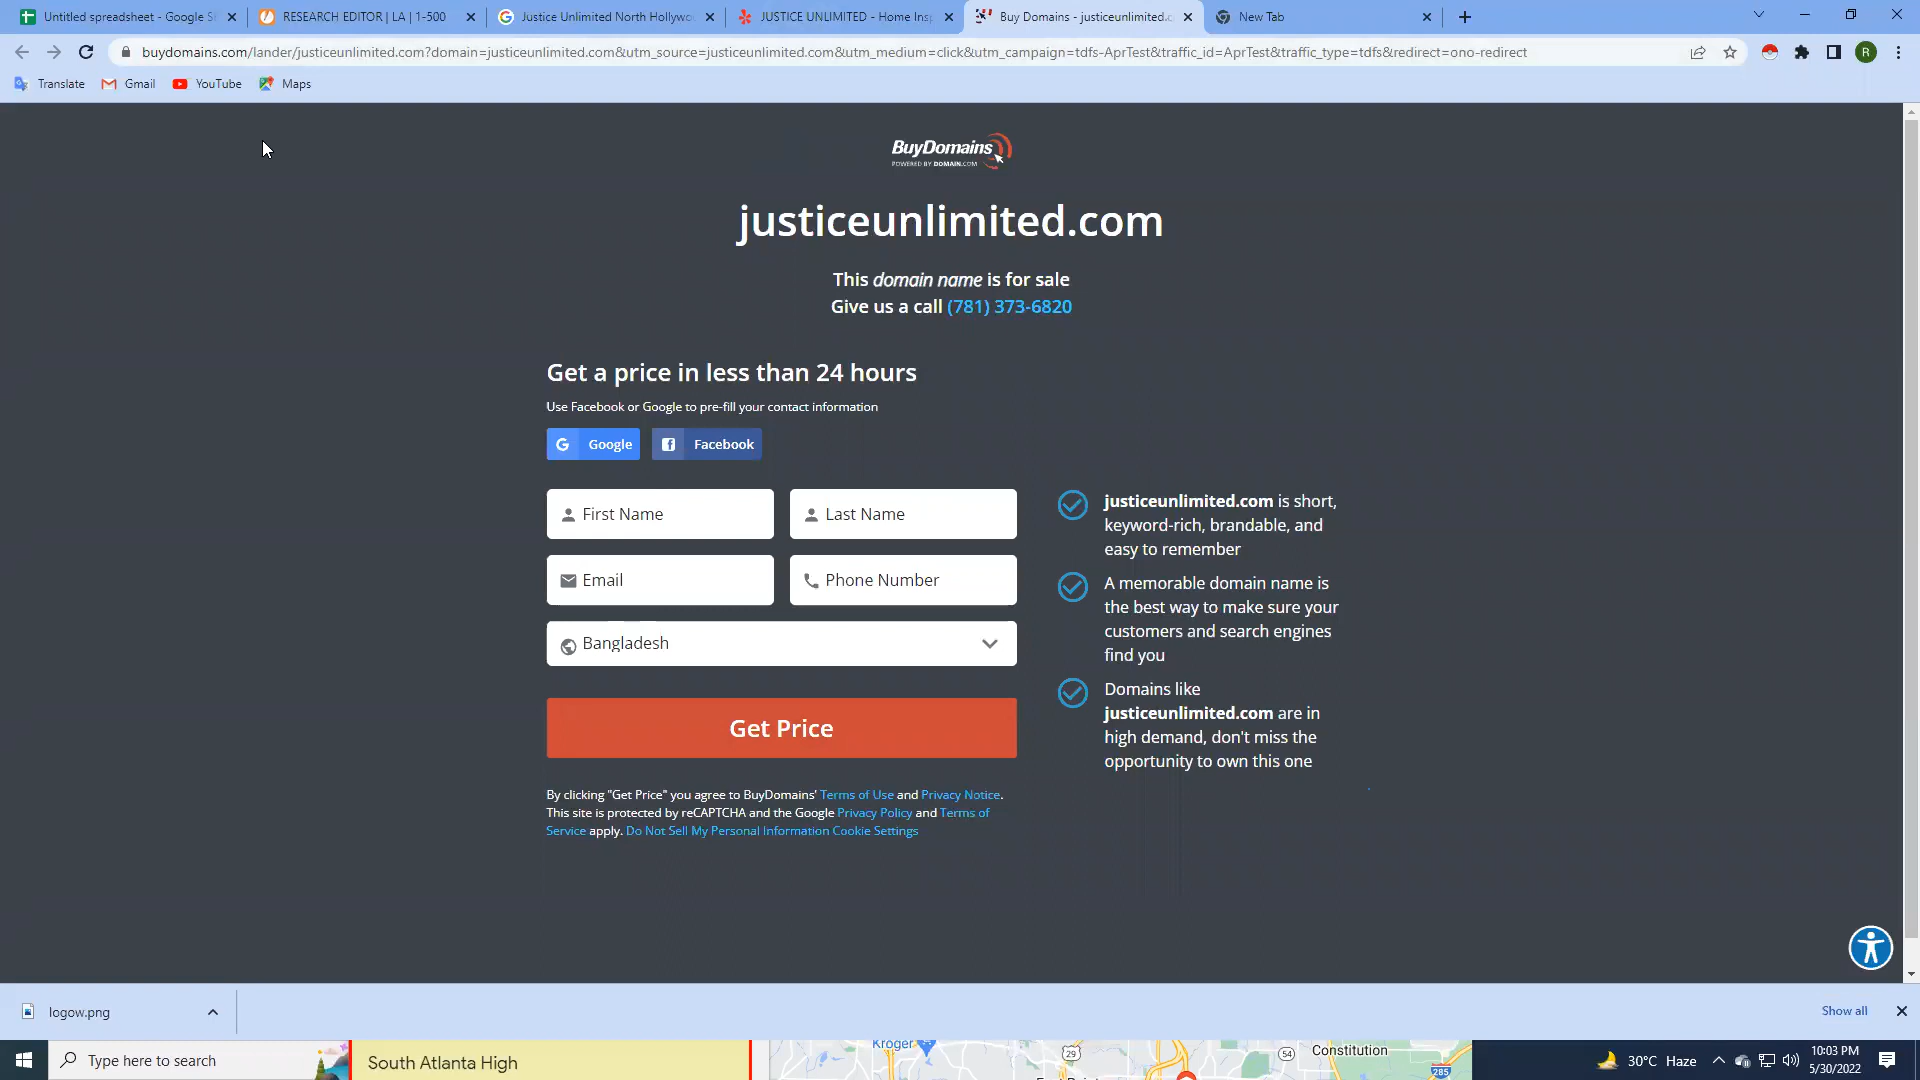 Untitled spreadsheet - Google S
RESEARCH EDITOR | LA | 1-500
Justice Unlimited North Hollywo
JUSTICE UNLIMITED - Home Insp
Buy Domains - justiceunlimited.c
New Tab
buydomains.com/lander/justiceunlimited.com?domain=justiceunlimited.com&utm_source=justiceunlimited.com&utm_medium=click&utm_campaign=tdfs-AprTest&traffic_id=AprTest&traffic_type=tdfs&redirect=ono-redirect
R
Translate
Gmail
YouTube
Maps
BuyDomains
POWERED BY DOMAIN.COM
justiceunlimited.com
This domain name is for sale
Give us a call (781) 373-6820
Get a price in less than 24 hours
Use Facebook or Google to pre-fill your contact information
Google
Facebook
First Name
Last Name
Email
Phone Number
Bangladesh
Get Price
By clicking "Get Price" you agree to BuyDomains' Terms of Use and Privacy Notice.
This site is protected by reCAPTCHA and the Google Privacy Policy and Terms of
Service apply. Do Not Sell My Personal Information Cookie Settings
justiceunlimited.com is short,
keyword-rich, brandable, and
easy to remember
A memorable domain name is
the best way to make sure your
customers and search engines
find you
Domains like
justiceunlimited.com are in
high demand, don't miss the
opportunity to own this one
logow.png
Show all
Type here to search
South Atlanta High
Kroger
29
54
Constitution
285
30°C Haze
10:03 PM
5/30/2022